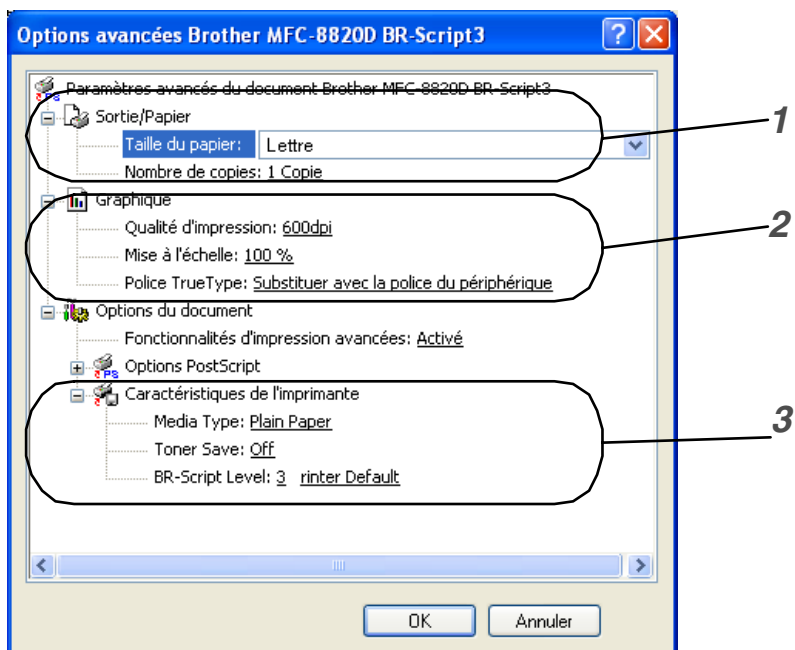 Options avancées Brother MFC-8820D BR-Script3
Paramètres avancés du document Brother MFC-8820D BR-Script3
Sortie/Papier
Taille du papier: Lettre
Nombre de copies: 1 Copie
1
Graphique
Qualité d'impression: 600dpi
Mise à l'échelle: 100 %
Police TrueType: Substituer avec la police du périphérique
2
Options du document
Fonctionnalités d'impression avancées: Activé
Options PostScript
Caractéristiques de l'imprimante
Media Type: Plain Paper
Toner Save: Off
BR-Script Level: 3 rinter Default
3
OK Annuler